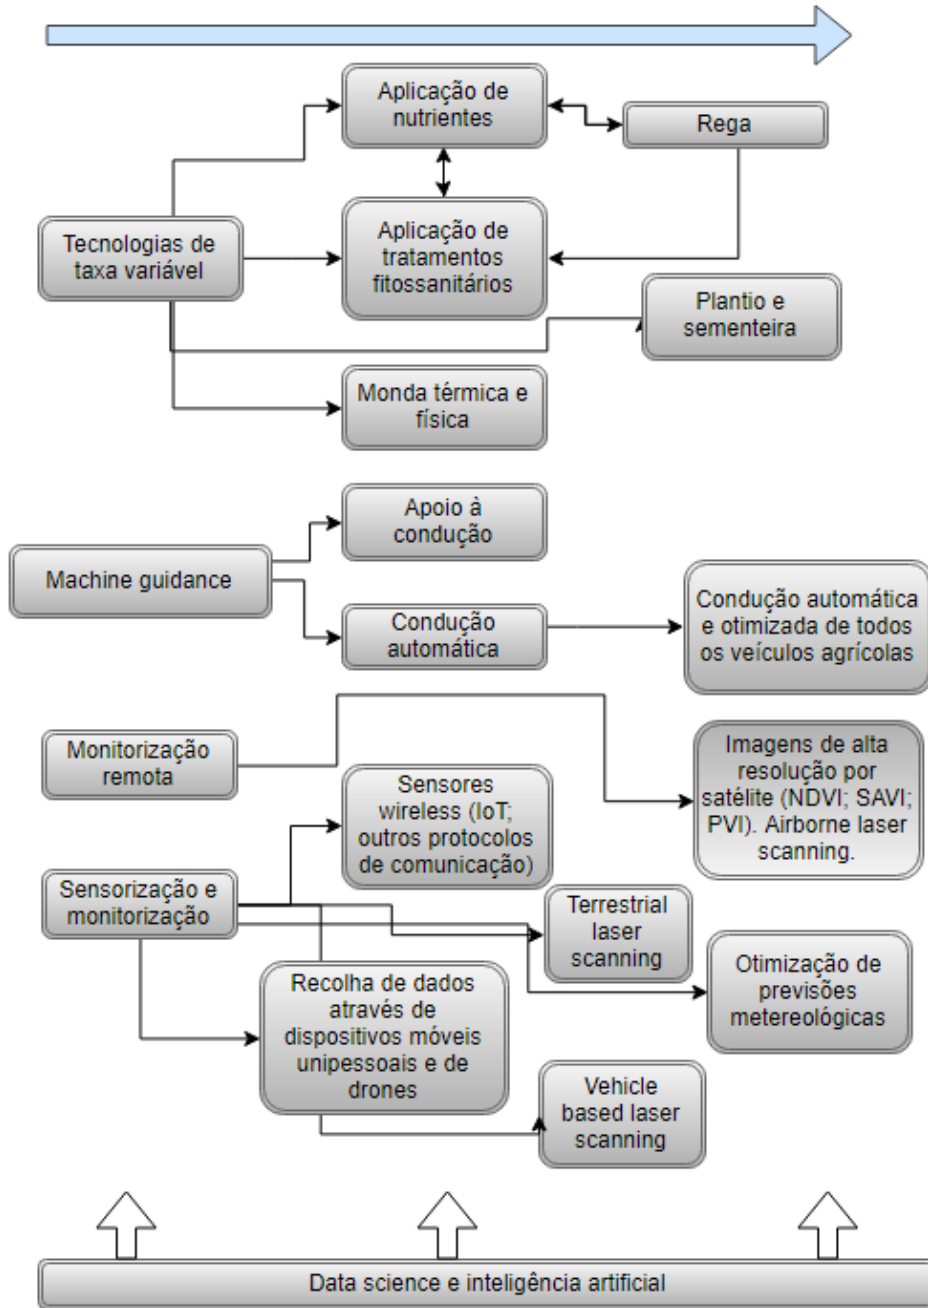 Aplicação de
nutrientes
Rega
Tecnologias de
taxa variável
Aplicação de
tratamentos
fitossanitários
Plantio e
sementeira
Monda térmica e
física
Apoio à
condução
Machine guidance
Condução
automática
Condução automática
e otimizada de todos
os veículos agrícolas
Monitorização
remota
Imagens de alta
resolução por
satélite (NDVI; SAVI;
PVI). Airborne laser
scanning.
Sensores
wireless (IoT;
outros protocolos
de comunicação)
Sensorização e
monitorização
Terrestrial
laser
scanning
Otimização de
previsões
metereológicas
Recolha de dados
através de
dispositivos móveis
unipessoais e de
drones
Vehicle
based laser
scanning
Data science e inteligência artificial